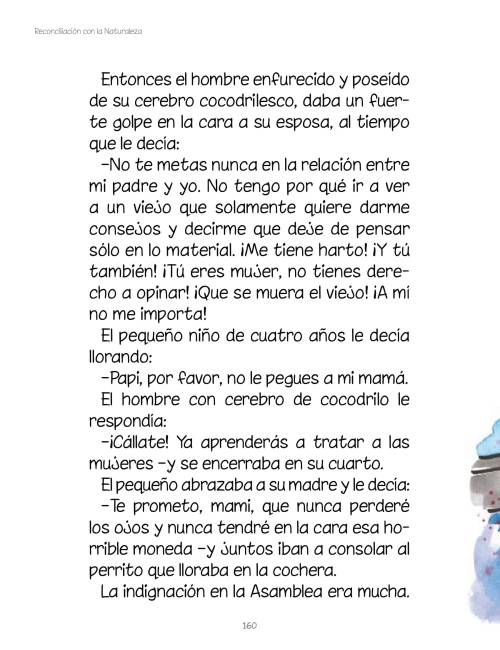 Reconciliación con la Naturaleza
Entonces el hombre enfurecido y poseído
de su cerebro cocodrilesco, daba un fuer-
te golpe en la cara a su esposa, al tiempo
que le decía:
–No te metas nunca en la relación entre
mi padre y yo. No tengo por qué ir a ver
a un viejo que solamente quiere darme
consejos y decirme que deje de pensar
sólo en lo material. ¡Me tiene harto! ¡Y tú
también! ¡Tú eres mujer, no tienes dere-
cho a opinar! ¡Que se muera el viejo! ¡A mí
no me importa!
El pequeño niño de cuatro años le decía
llorando:
–Papi, por favor, no le pegues a mi mamá.
El hombre con cerebro de cocodrilo le
respondía:
–¡Cállate! Ya aprenderás a tratar a las
mujeres –y se encerraba en su cuarto.
El pequeño abrazaba a su madre y le decía:
–Te prometo, mami, que nunca perderé
los ojos y nunca tendré en la cara esa ho-
rrible moneda –y juntos iban a consolar al
perrito que lloraba en la cochera.
La indignación en la Asamblea era mucha.
160